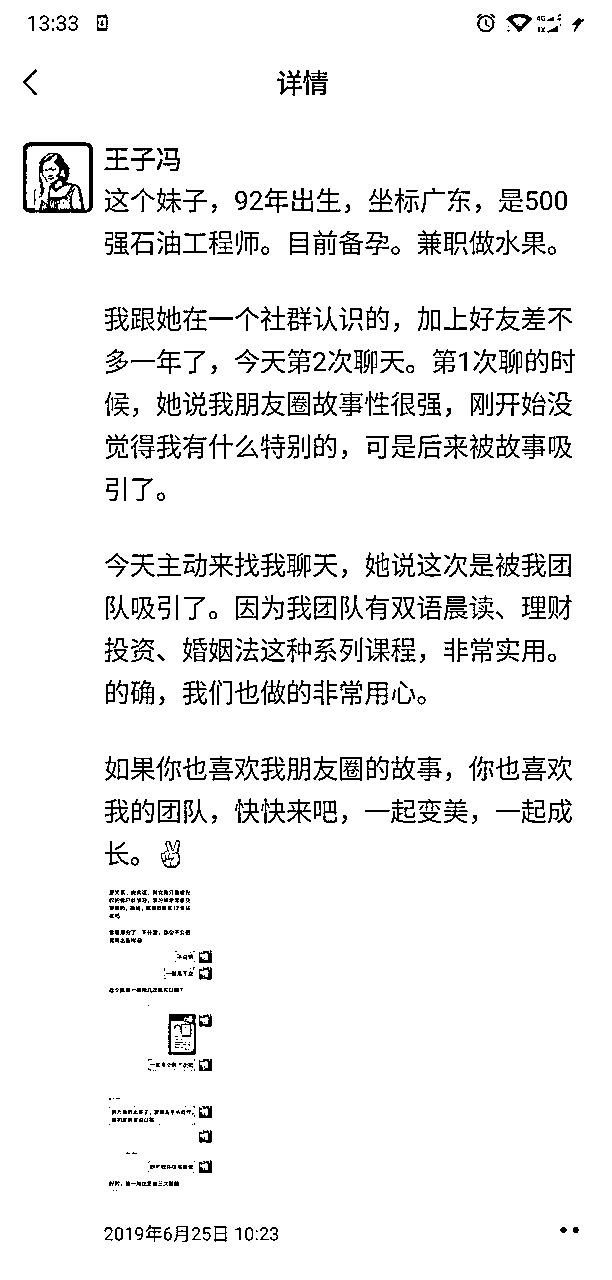 13:33
详情
王子冯
这个妹子，92年出生，坐标广东，是500
强石油工程师。目前备孕。兼职做水果。
我跟她在一个社群认识的，加上好友差不
多一年了，今天第2次聊天。第1次聊的时
候，她说我朋友圈故事性很强，刚开始没
觉得我有什么特别的，可是后来被故事吸
引了。
今天主动来找我聊天，她说这次是被我团
队吸引了。因为我团队有双语晨读、理财
投资、婚姻法这种系列课程，非常实用。
的确，我们也做的非常用心。
如果你也喜欢我朋友圈的故事，你也喜欢
我的团队，快快来吧，一起变美，一起成
长。✌
2019年6月25日 10:23